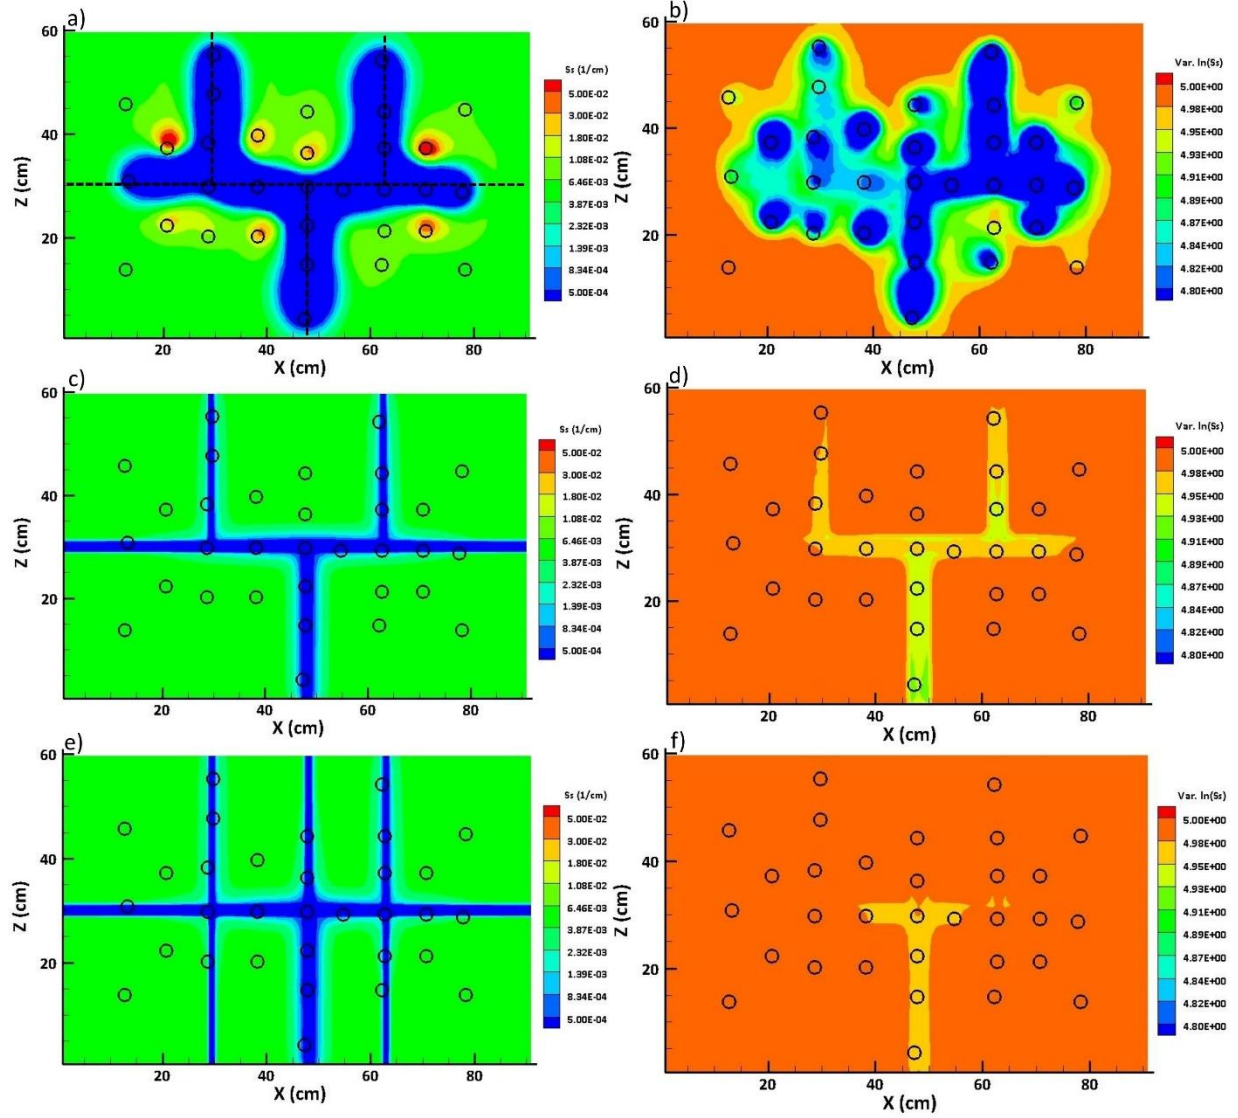 a)
60
40
20
Z (cm)
20 40 60 80
X (cm)
Ss (1/cm)
5.00E-02
3.00E-02
1.80E-02
1.08E-02
6.46E-03
3.87E-03
2.32E-03
1.39E-03
8.34E-04
5.00E-04
b)
60
40
20
Z (cm)
20 40 60 80
X (cm)
Var. ln(Ss)
5.00E+00
4.98E+00
4.95E+00
4.93E+00
4.91E+00
4.89E+00
4.87E+00
4.84E+00
4.82E+00
4.80E+00
c)
60
40
20
Z (cm)
20 40 60 80
X (cm)
Ss (1/cm)
5.00E-02
3.00E-02
1.80E-02
1.08E-02
6.46E-03
3.87E-03
2.32E-03
1.39E-03
8.34E-04
5.00E-04
d)
60
40
20
Z (cm)
20 40 60 80
X (cm)
Var. ln(Ss)
5.00E+00
4.98E+00
4.95E+00
4.93E+00
4.91E+00
4.89E+00
4.87E+00
4.84E+00
4.82E+00
4.80E+00
e)
60
40
20
Z (cm)
20 40 60 80
X (cm)
Ss (1/cm)
5.00E-02
3.00E-02
1.80E-02
1.08E-02
6.46E-03
3.87E-03
2.32E-03
1.39E-03
8.34E-04
5.00E-04
f)
60
40
20
Z (cm)
20 40 60 80
X (cm)
Var. ln(Ss)
5.00E+00
4.98E+00
4.95E+00
4.93E+00
4.91E+00
4.89E+00
4.87E+00
4.84E+00
4.82E+00
4.80E+00